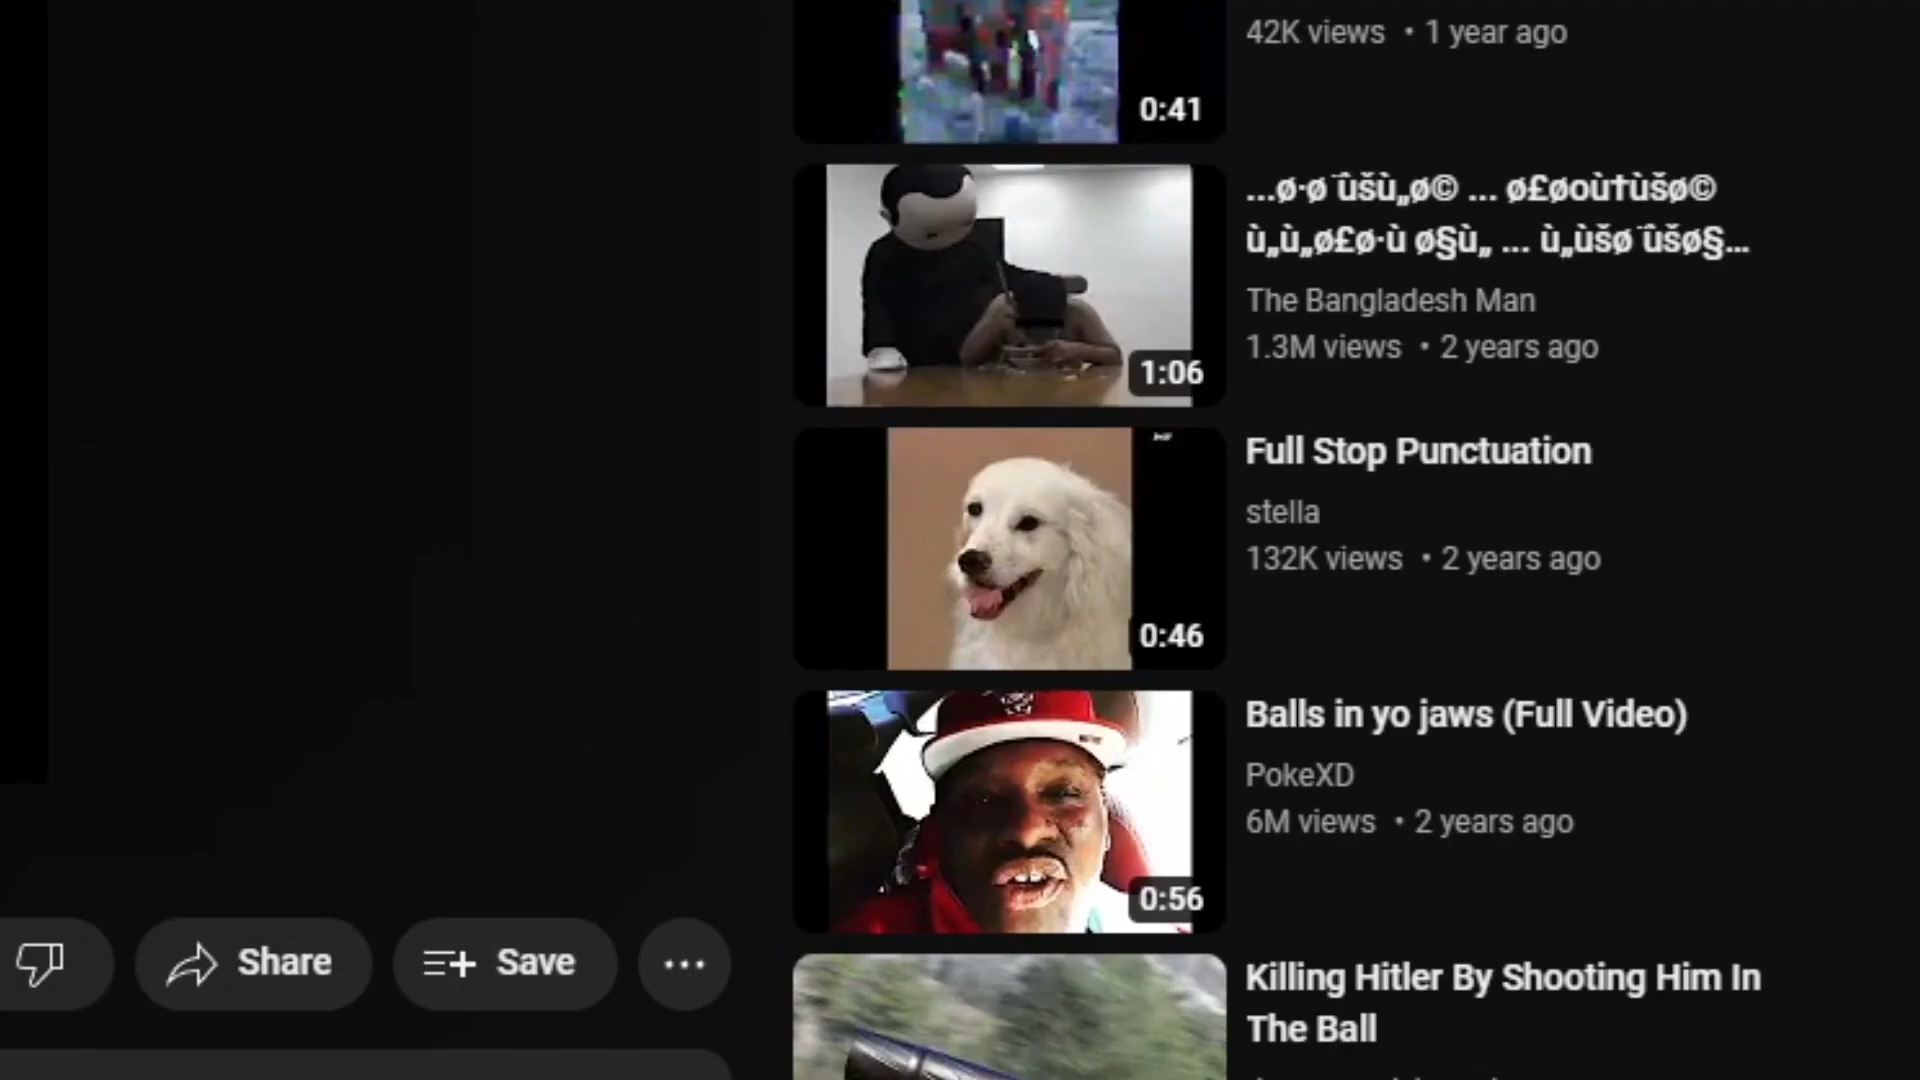 42K views • 1 year ago
0:41
...ø·ø¨ûšù„ø© ... ø£øoù†ùšø©
ù„ù„ø£ø·ù ø§ù„ ... ù„ùšø¨ûšø§...
The Bangladesh Man
1.3M views • 2 years ago
1:06
Full Stop Punctuation
stella
132K views • 2 years ago
0:46
Balls in yo jaws (Full Video)
PokeXD
6M views • 2 years ago
0:56
Share
Save
Killing Hitler By Shooting Him In
The Ball